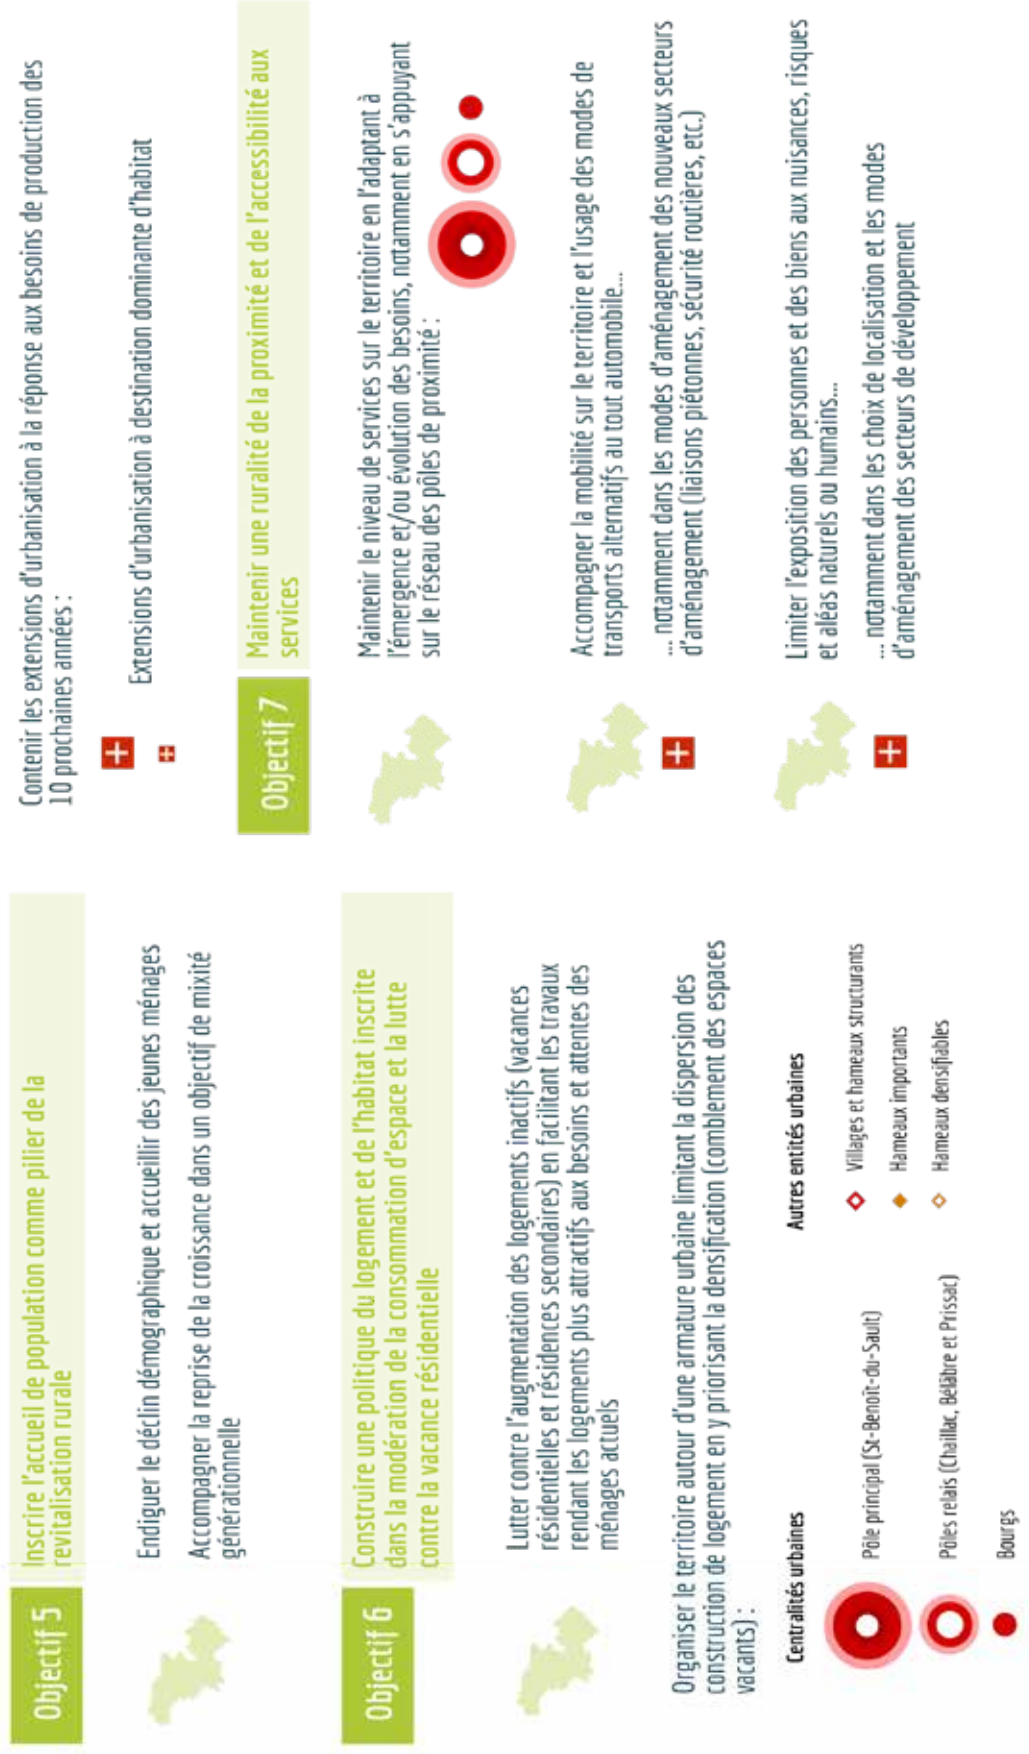 Objectif 5
Inscrire l'accueil de population comme pilier de la
revitalisation rurale
Endiguer le déclin démographique et accueillir des jeunes ménages
Accompagner la reprise de la croissance dans un objectif de mixité
générationnelle
Objectif 6
Construire une politique du logement et de l'habitat inscrite
dans la modération de la consommation d'espace et la lutte
contre la vacance résidentielle
Lutter contre l'augmentation des logements inactifs (vacances
résidentielles et résidences secondaires) en facilitant les travaux
rendant les logements plus attractifs aux besoins et attentes des
ménages actuels
Organiser le territoire autour d'une armature urbaine limitant la dispersion des
construction de logement en y priorisant la densification (comblement des espaces
vacants) :
Centralités urbaines
Pôle principal (St-Benoît-du-Sault)
Pôles relais (Chaillac, Bélâbre et Prissac)
Bourgs
Autres entités urbaines
Villages et hameaux structurants
Hameaux importants
Hameaux densifiables
Contenir les extensions d'urbanisation à la réponse aux besoins de production des
10 prochaines années :
Extensions d'urbanisation à destination dominante d'habitat
Objectif 7
Maintenir une ruralité de la proximité et de l'accessibilité aux
services
Maintenir le niveau de services sur le territoire en l'adaptant à
l'émergence et/ou évolution des besoins, notamment en s'appuyant
sur le réseau des pôles de proximité :
Accompagner la mobilité sur le territoire et l'usage des modes de
transports alternatifs au tout automobile...
... notamment dans les modes d'aménagement des nouveaux secteurs
d'aménagement (liaisons piétonnes, sécurité routières, etc.)
Limiter l'exposition des personnes et des biens aux nuisances, risques
et aléas naturels ou humains...
... notamment dans les choix de localisation et les modes
d'aménagement des secteurs de développement